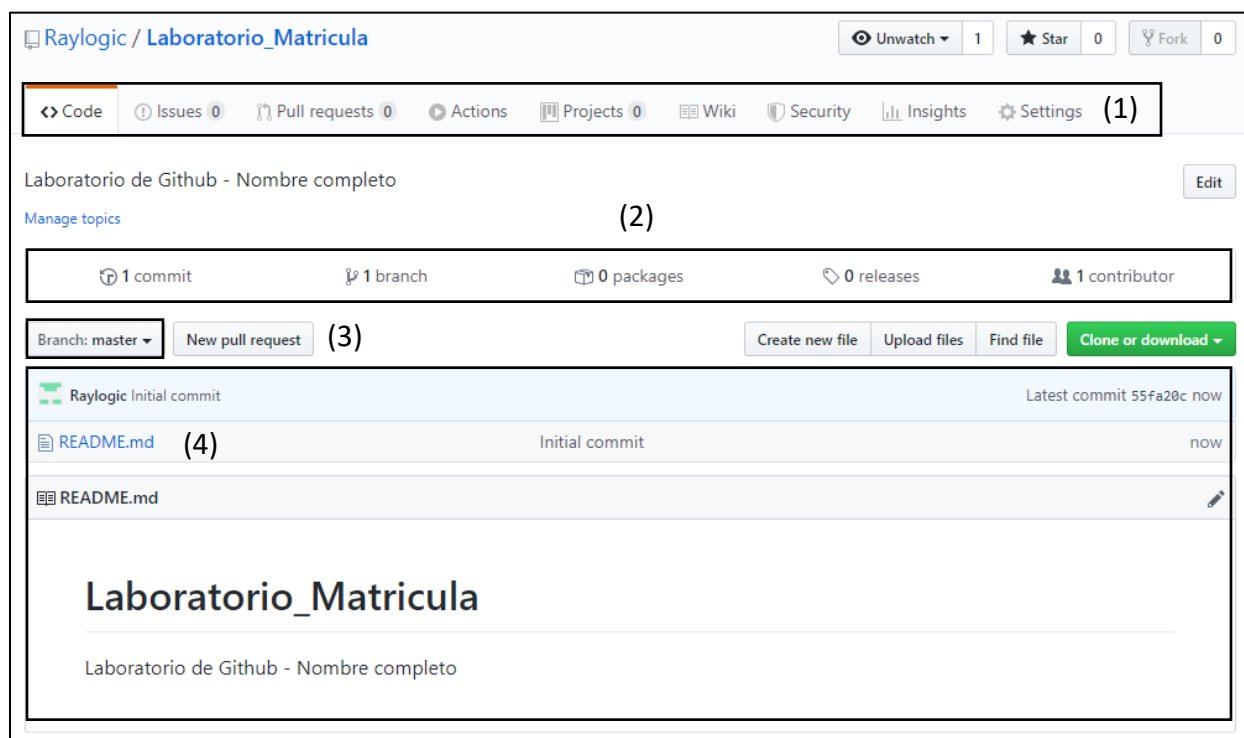 Raylogic / Laboratorio_Matricula Unwatch 1 Star 0 Fork 0
Code Issues 0 Pull requests 0 Actions Projects 0 Wiki Security Insights Settings (1)
Laboratorio de Github - Nombre completo Edit
Manage topics (2)
1 commit 1 branch 0 packages 0 releases 1 contributor
Branch: master New pull request (3) Create new file Upload files Find file Clone or download
Raylogic Initial commit Latest commit 55fa20c now
README.md (4) Initial commit now
README.md
Laboratorio_Matricula
Laboratorio de Github - Nombre completo